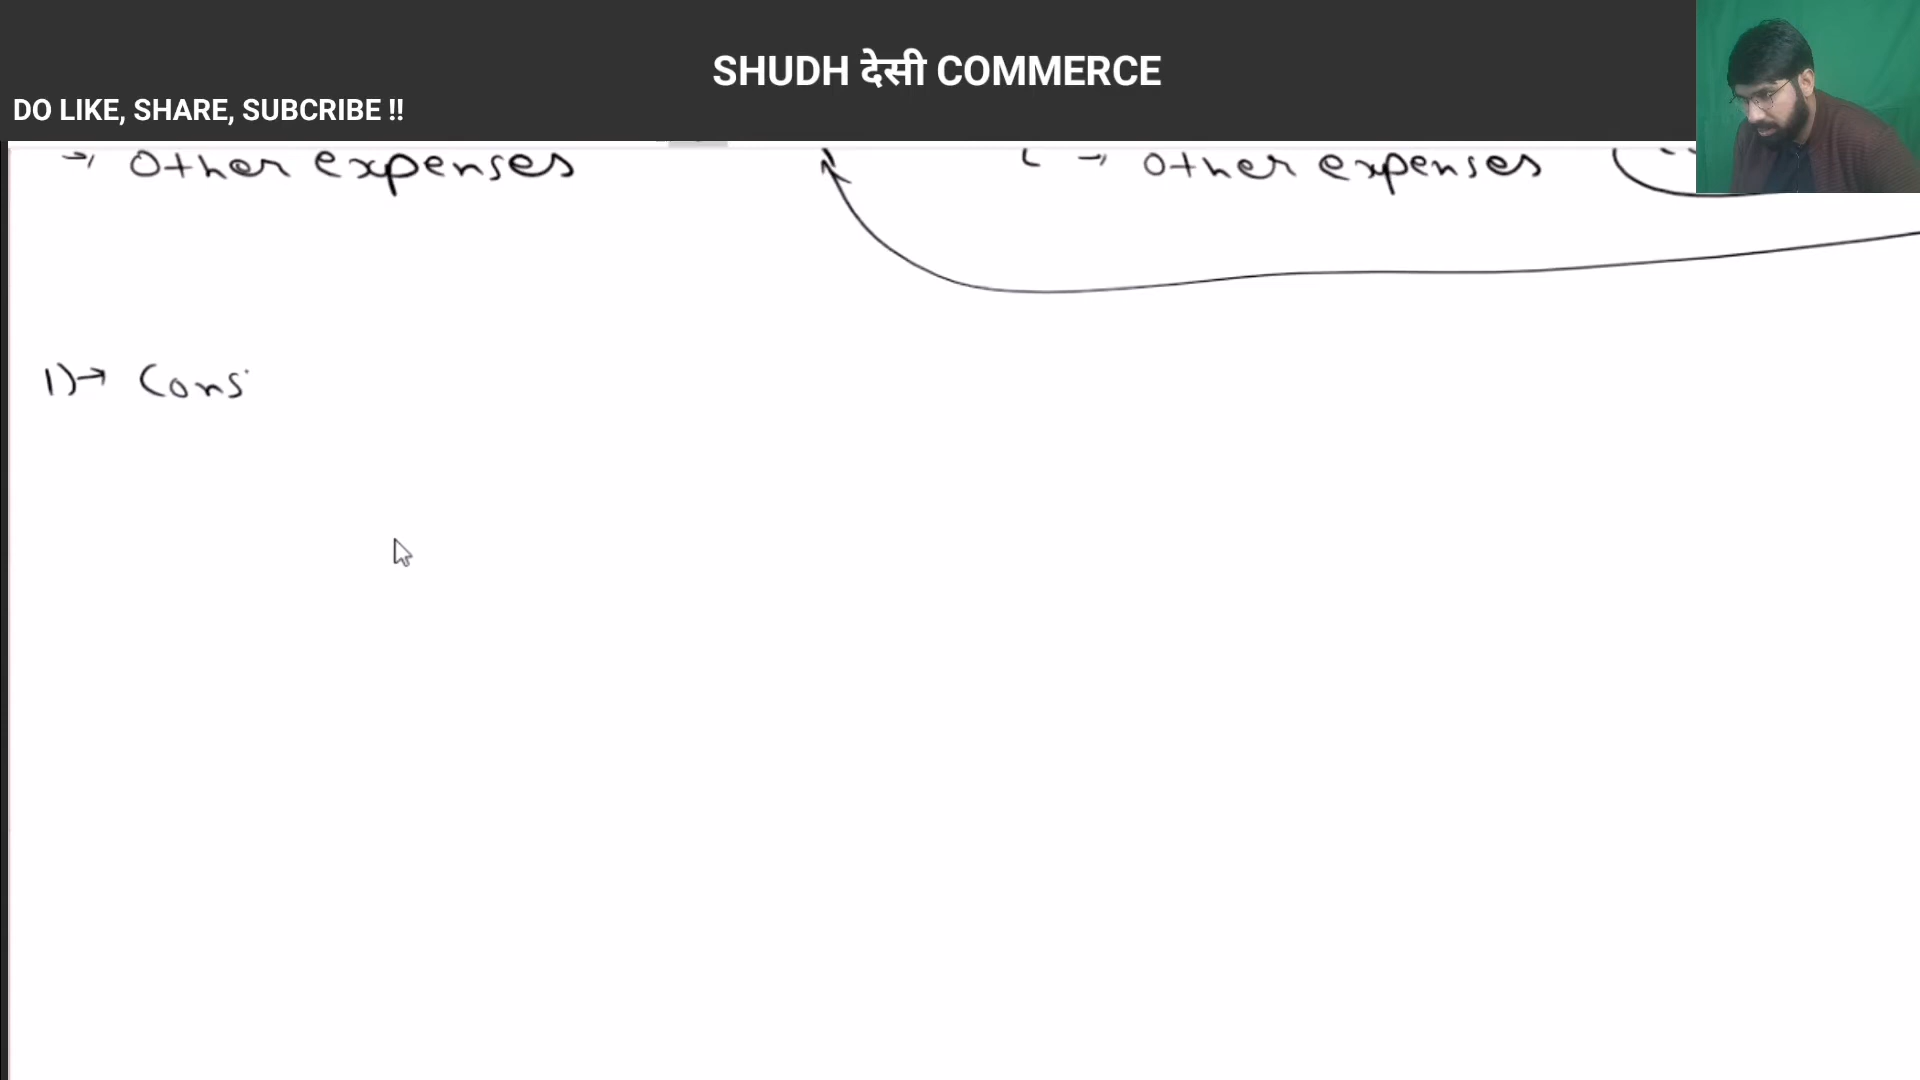 SHUDH देसी COMMERCE
DO LIKE, SHARE, SUBCRIBE !!
→ Other expenses
→ Other expenses
1)→ Cons